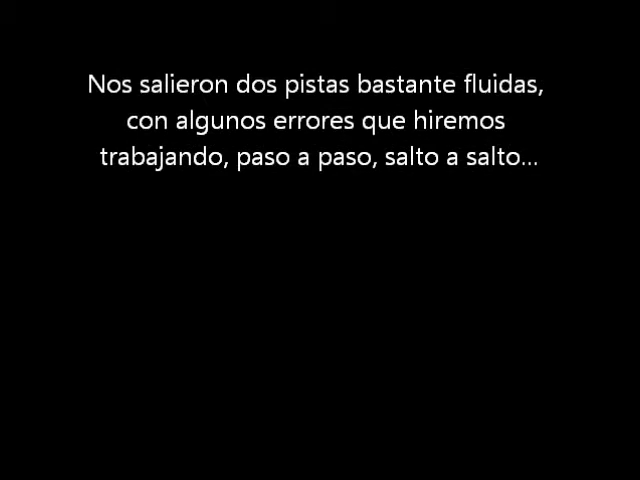 Nos salieron dos pistas bastante fluidas,
con algunos errores que hiremos
trabajando, paso a paso, salto a salto...